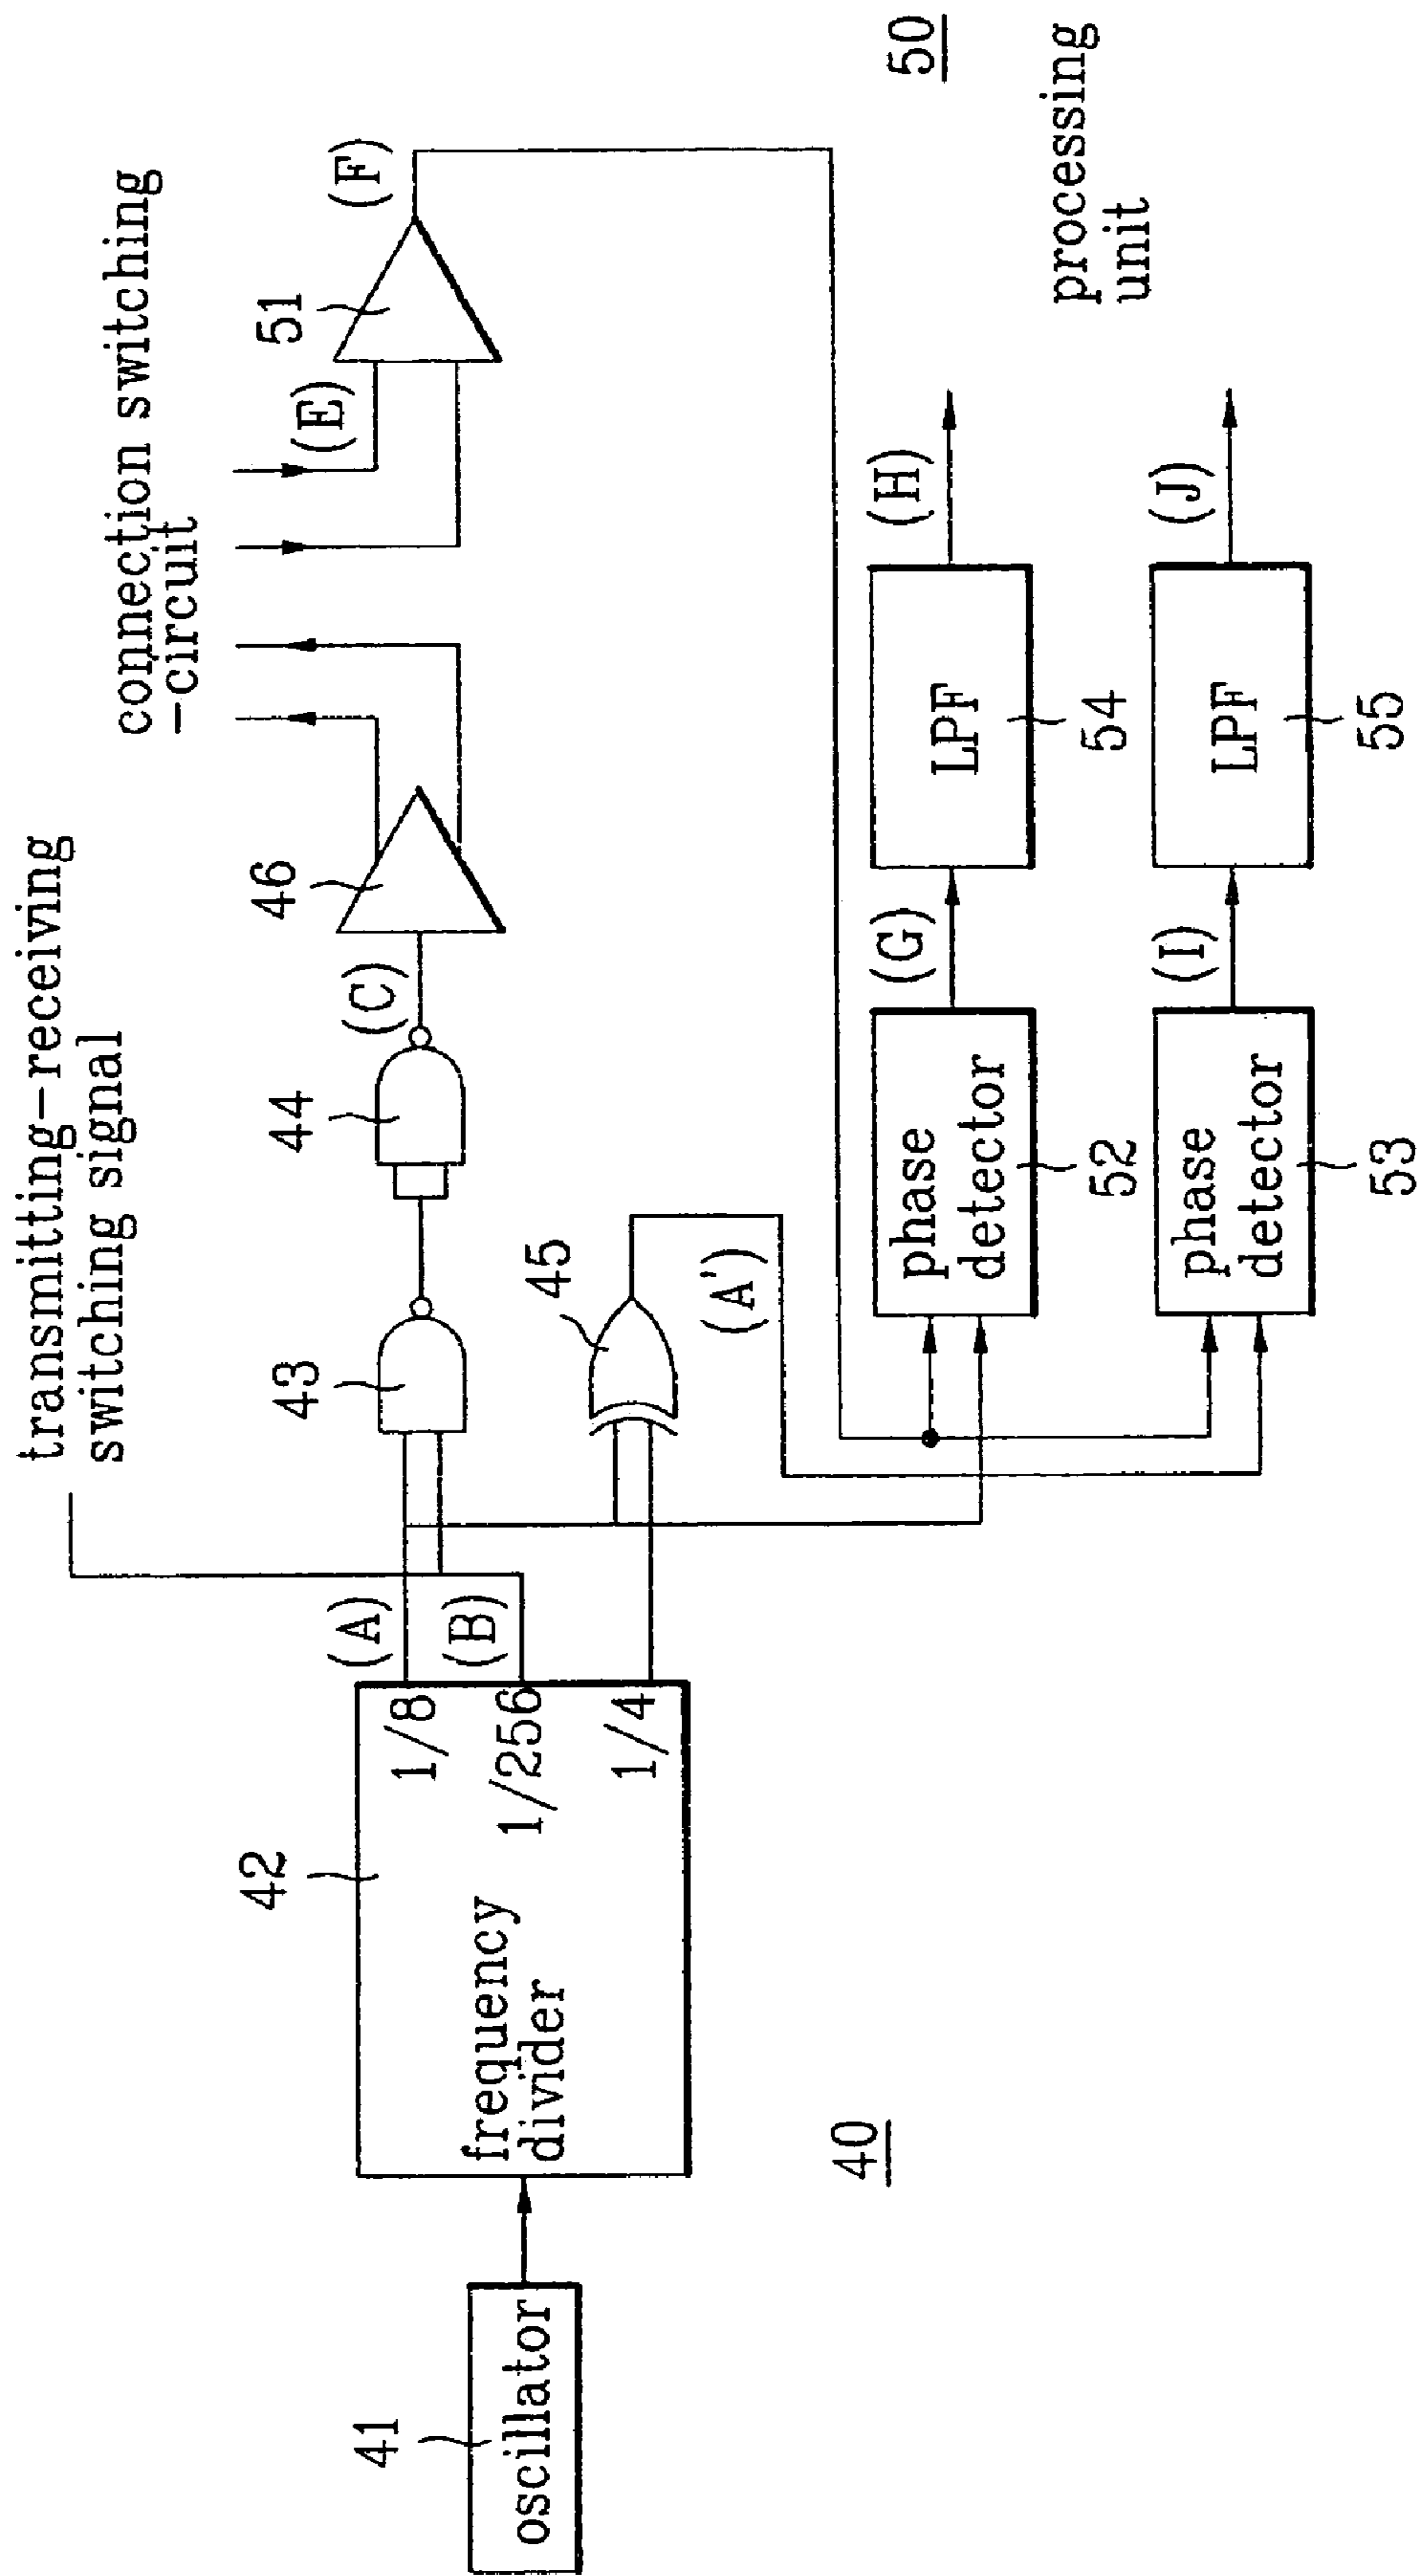 transmitting-receiving
switching signal
connection switching
-circuit
41
oscillator
42
frequency
divider
1/8
1/256
1/4
(A)
(B)
43
44
(C)
46
45
(A')
(E)
51
(F)
phase
detector
52
(G)
LPF
54
(H)
phase
detector
53
(I)
LPF
55
(J)
processing
unit
40
50